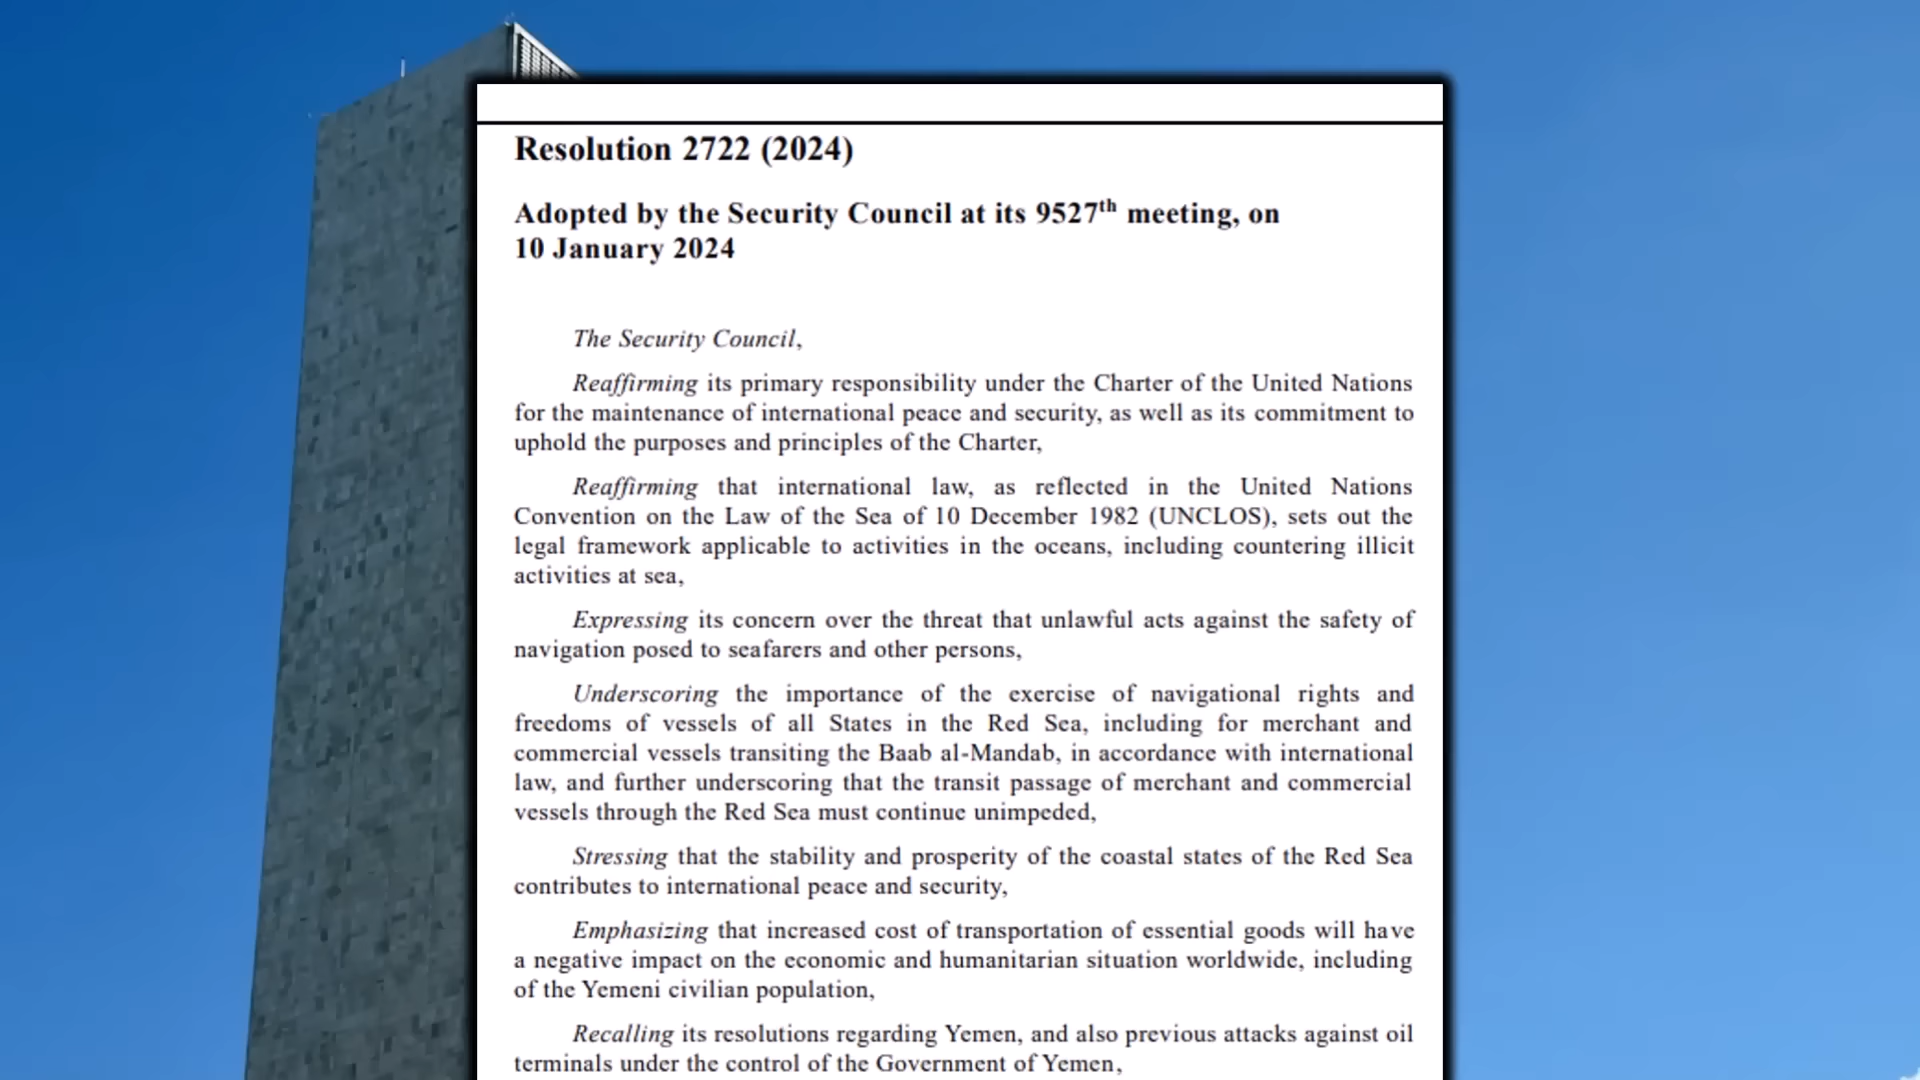 Resolution 2722 (2024)
Adopted by the Security Council at its 9527th meeting, on
10 January 2024
The Security Council,
Reaffirming its primary responsibility under the Charter of the United Nations
for the maintenance of international peace and security, as well as its commitment to
uphold the purposes and principles of the Charter,
Reaffirming that international law, as reflected in the United Nations
Convention on the Law of the Sea of 10 December 1982 (UNCLOS), sets out the
legal framework applicable to activities in the oceans, including countering illicit
activities at sea,
Expressing its concern over the threat that unlawful acts against the safety of
navigation posed to seafarers and other persons,
Underscoring the importance of the exercise of navigational rights and
freedoms of vessels of all States in the Red Sea, including for merchant and
commercial vessels transiting the Baab al-Mandab, in accordance with international
law, and further underscoring that the transit passage of merchant and commercial
vessels through the Red Sea must continue unimpeded,
Stressing that the stability and prosperity of the coastal states of the Red Sea
contributes to international peace and security,
Emphasizing that increased cost of transportation of essential goods will have
a negative impact on the economic and humanitarian situation worldwide, including
of the Yemeni civilian population,
Recalling its resolutions regarding Yemen, and also previous attacks against oil
terminals under the control of the Government of Yemen,